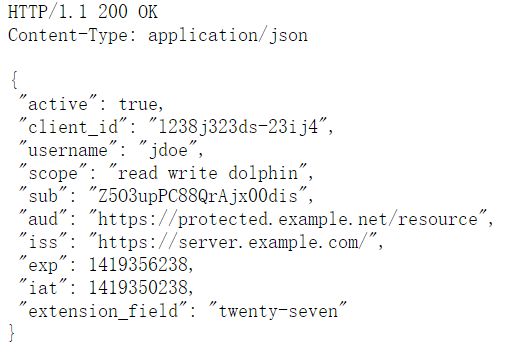 HTTP/1.1 200 OK
Content-Type: application/json
{
"active": true,
"client_id": "l238j323ds-23ij4",
"username": "jdoe",
"scope": "read write dolphin",
"sub": "Z5O3upPC88QrAjx00dis",
"aud": "https://protected.example.net/resource",
"iss": "https://server.example.com/",
"exp": 1419356238,
"iat": 1419350238,
"extension_field": "twenty-seven"
}